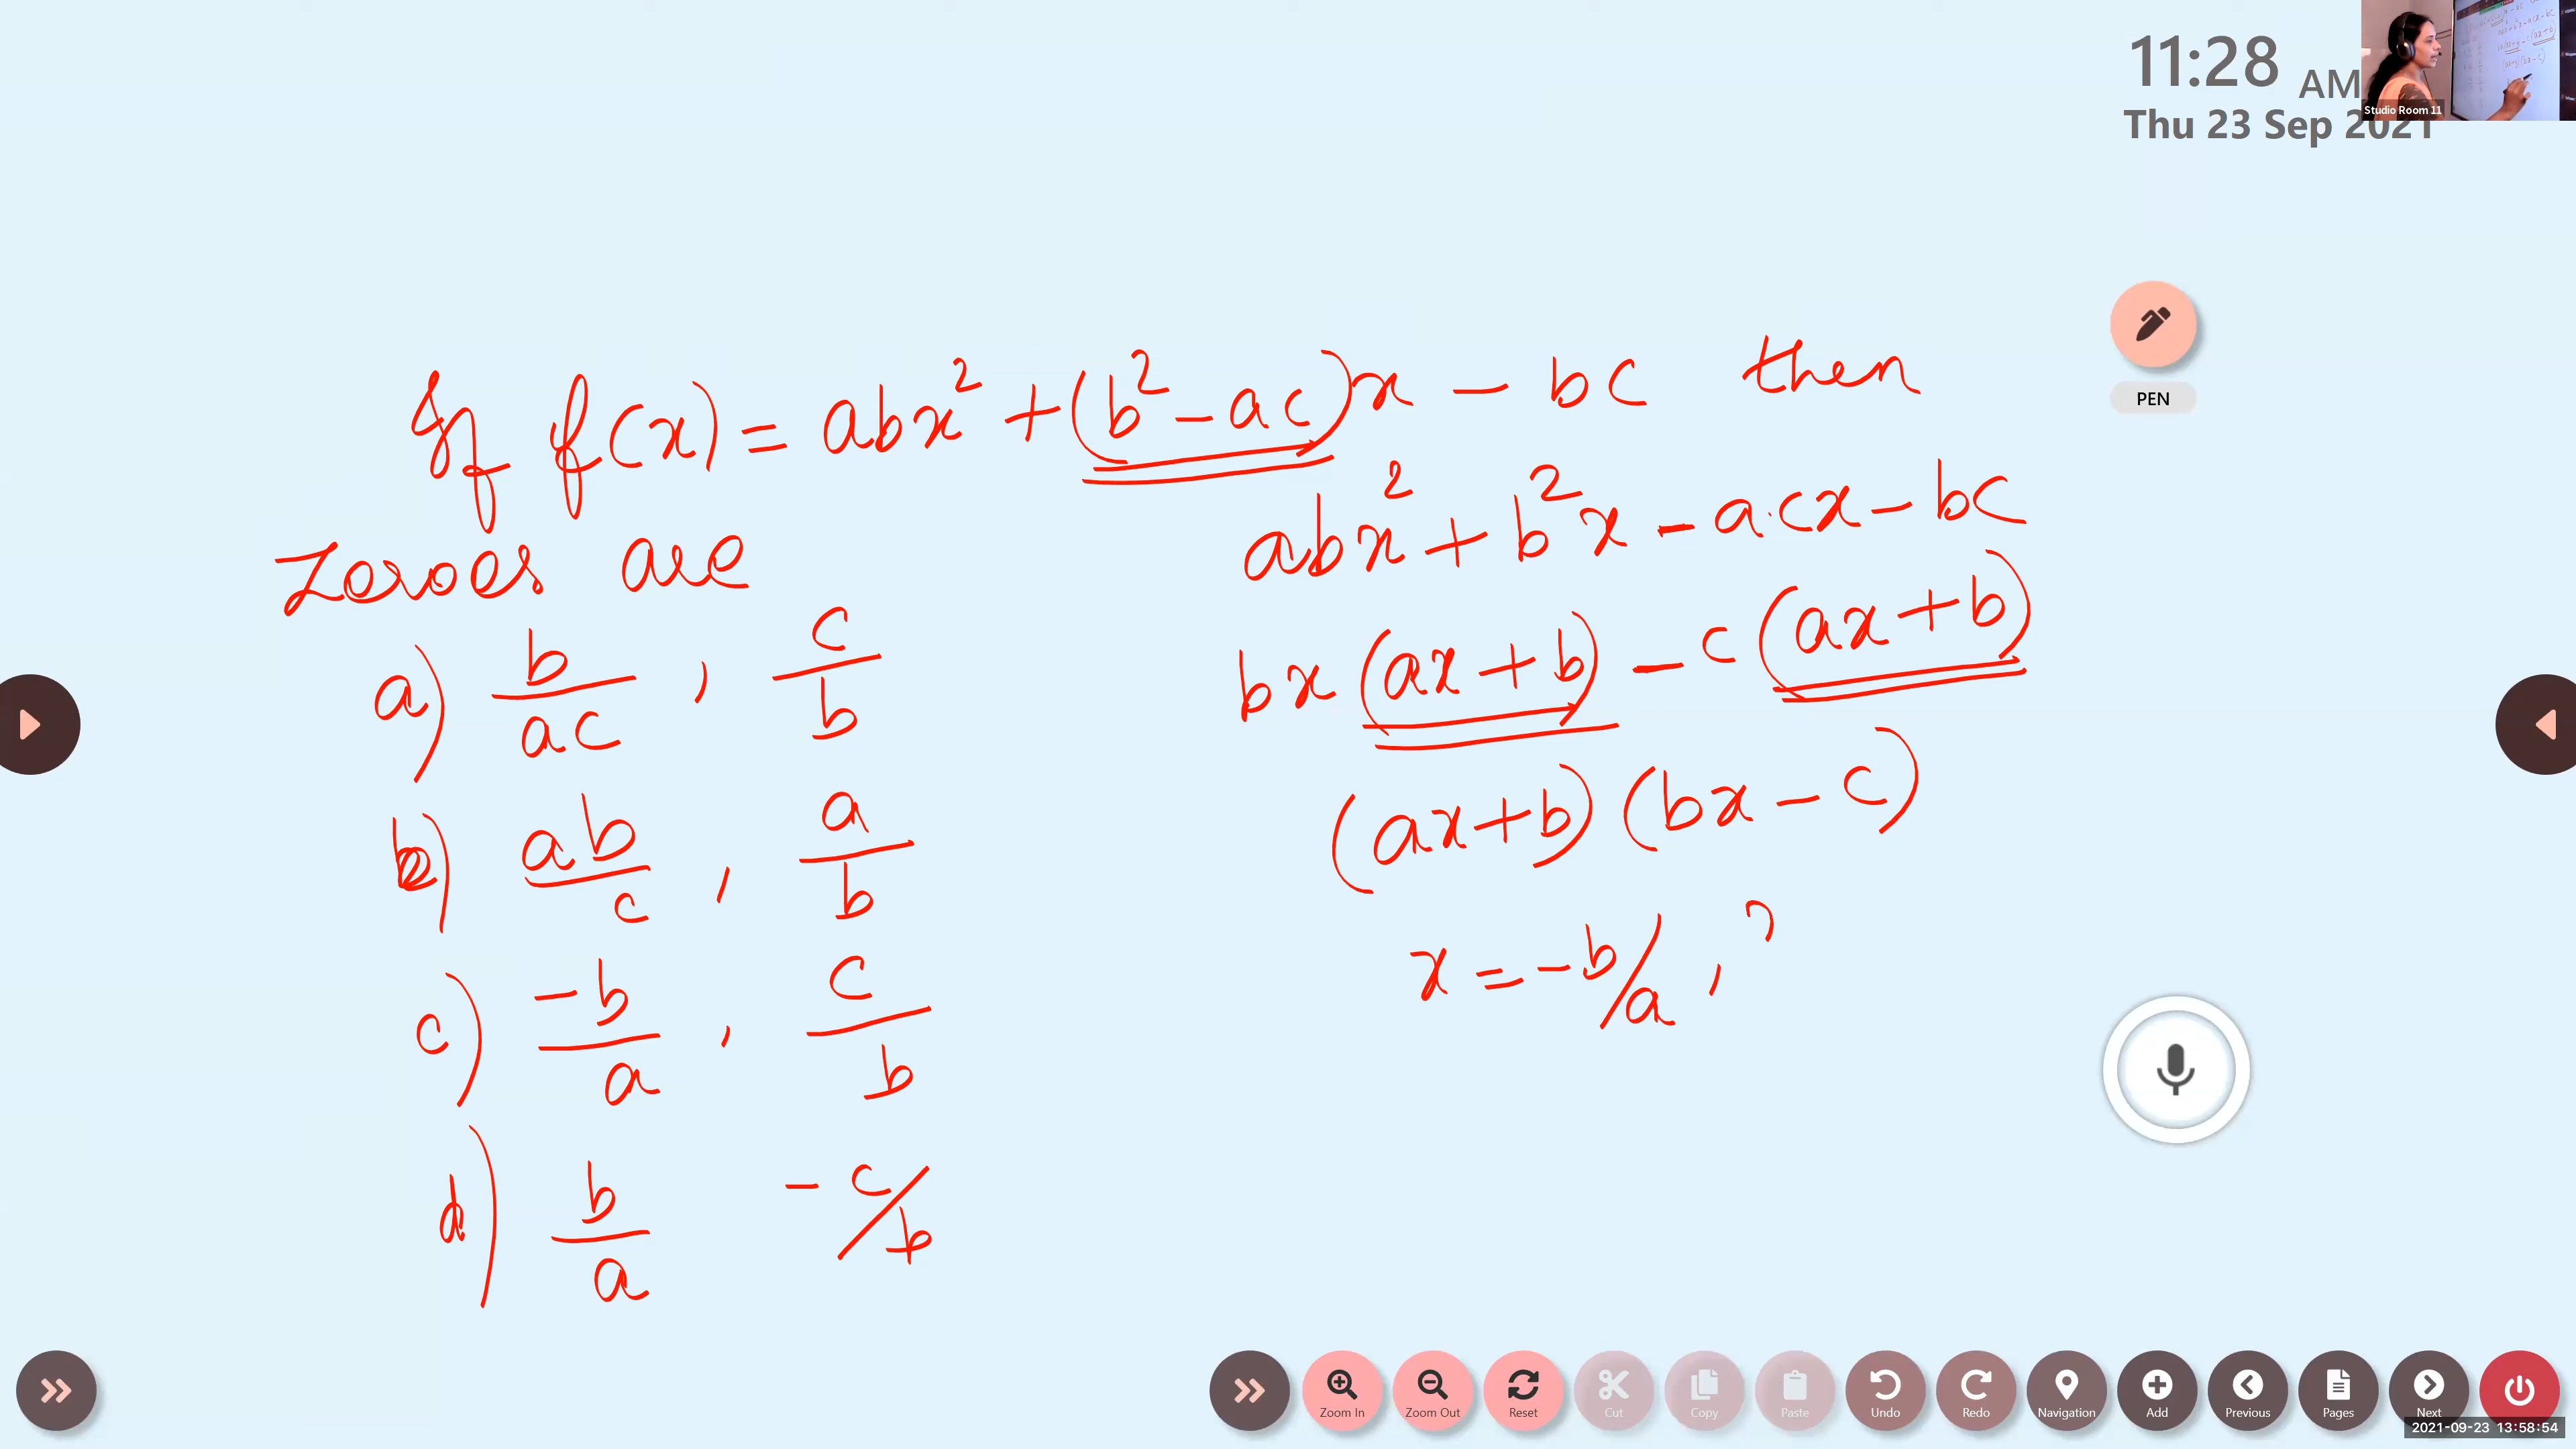 11:28 AM
Thu 23 Sep 2021
Studio Room 11
PEN
If f(x) = abx² + (b² - ac)x - bc then
Zeroes are
a) b/ac , c/b
b) ab/c , a/b
c) -b/a , c/b
d) b/a -c/b
abx² + b²x - a.cx - bc
bx (ax + b) - c (ax + b)
(ax+b) (bx - c)
x = -b/a ,
Zoom In
Zoom Out
Reset
Cut
Copy
Paste
Undo
Redo
Navigation
Add
Previous
Pages
Next
2021-09-23 13:58:54